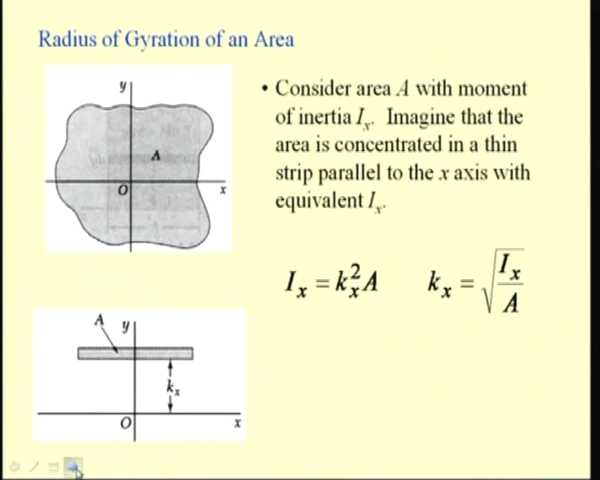 Radius of Gyration of an Area
y
A
O
x
• Consider area A with moment
of inertia Iₓ. Imagine that the
area is concentrated in a thin
strip parallel to the x axis with
equivalent Iₓ.
Iₓ = kₓ²A
kₓ = √(Iₓ/A)
A
y
kₓ
O
x